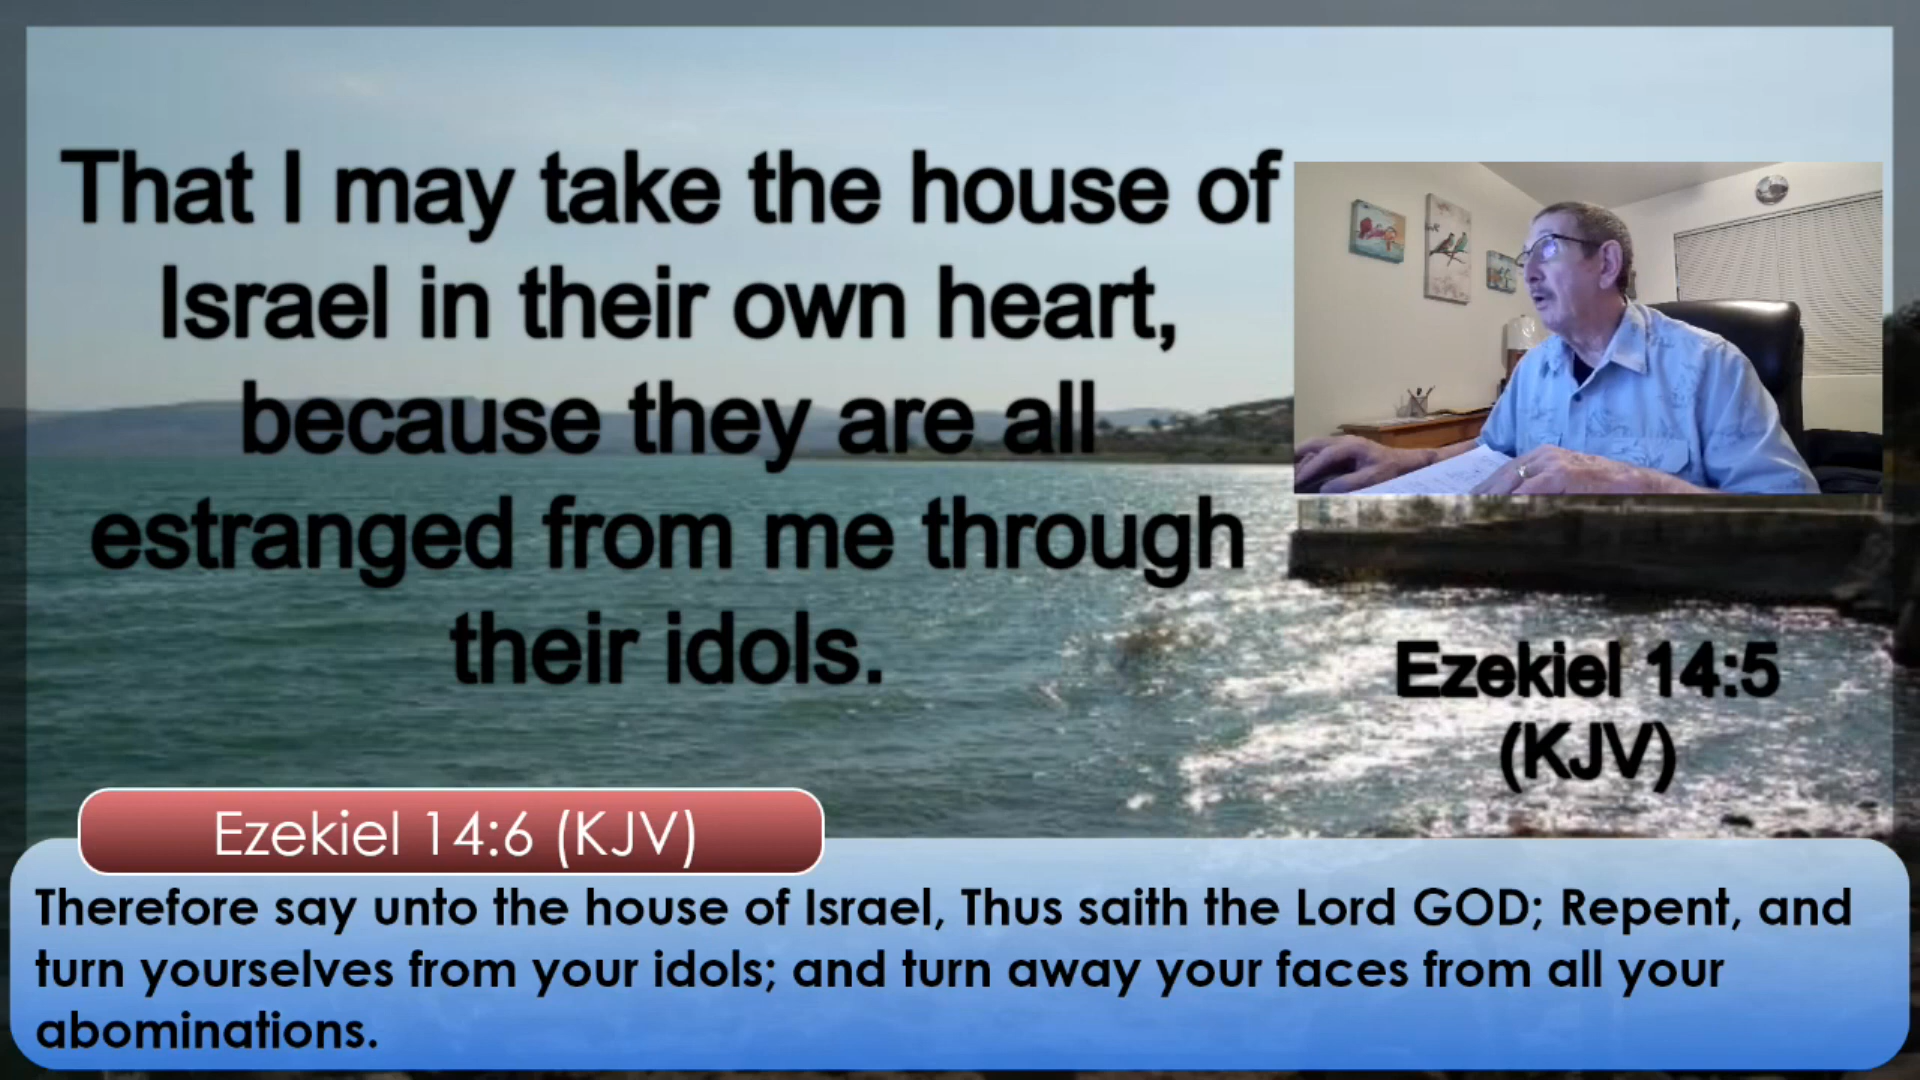 That I may take the house of
Israel in their own heart,
because they are all
estranged from me through
their idols.
Ezekiel 14:5
(KJV)
Ezekiel 14:6 (KJV)
Therefore say unto the house of Israel, Thus saith the Lord GOD; Repent, and
turn yourselves from your idols; and turn away your faces from all your
abominations.